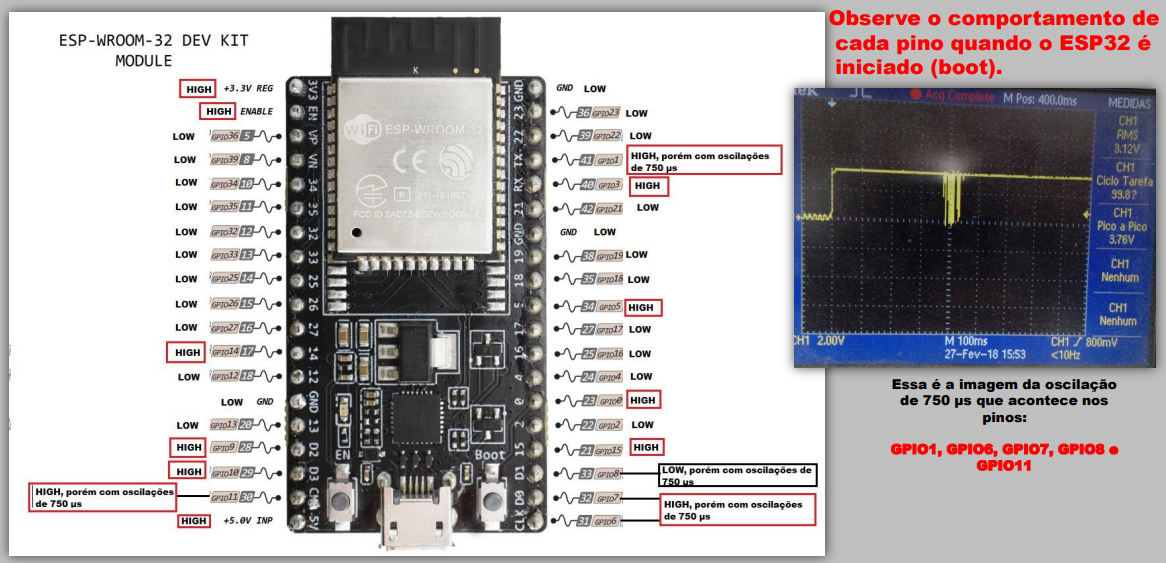 ESP-WROOM-32 DEV KIT
MODULE
Observe o comportamento de
cada pino quando o ESP32 é
iniciado (boot).
HIGH +3.3V REG
HIGH ENABLE
LOW GPIO36 5
LOW GPIO39 8
LOW GPIO34 10
LOW GPIO35 11
LOW GPIO32 12
LOW GPIO33 13
LOW GPIO25 14
LOW GPIO26 15
LOW GPIO27 16
HIGH GPIO14 17
LOW GPIO12 18
LOW GND
LOW GPIO13 20
HIGH GPIO9 28
HIGH GPIO10 29
HIGH, porém com oscilações
de 750 µs
GPIO11 30
HIGH +5.0V INP
3V3
EN
VP
VN
34
35
32
33
25
26
27
14
12
GND
13
D2
D3
CMD
5V
K
WiFi ESP-WROOM-32
CE
R
FCC ID:2AC7Z-ESPWROOM32
EN
Boot
GND
23
22
TX
RX
21
GND
19
18
5
17
16
4
0
2
15
D1
D0
CLK
GND LOW
36 GPIO23 LOW
39 GPIO22 LOW
41 GPIO1 HIGH, porém com oscilações
de 750 µs
40 GPIO3 HIGH
42 GPIO21 LOW
GND LOW
38 GPIO19 LOW
35 GPIO18 LOW
34 GPIO5 HIGH
27 GPIO17 LOW
25 GPIO16 LOW
24 GPIO4 LOW
23 GPIO0 HIGH
22 GPIO2 LOW
21 GPIO15 HIGH
33 GPIO8 LOW, porém com oscilações de
750 µs
32 GPIO7 HIGH, porém com oscilações
de 750 µs
31 GPIO6
Acq Complete M Pos: 400.0ms MEDIDAS
CH1
RMS
3.12V
CH1
Ciclo Tarefa
99.8?
CH1
Pico a Pico
3.76V
CH1
Nenhum
CH1
Nenhum
CH1 2.00V M 100ms CH1 800mV
27-Fev-18 15:53 <10Hz
Essa é a imagem da oscilação
de 750 µs que acontece nos
pinos:
GPIO1, GPIO6, GPIO7, GPIO8 e
GPIO11